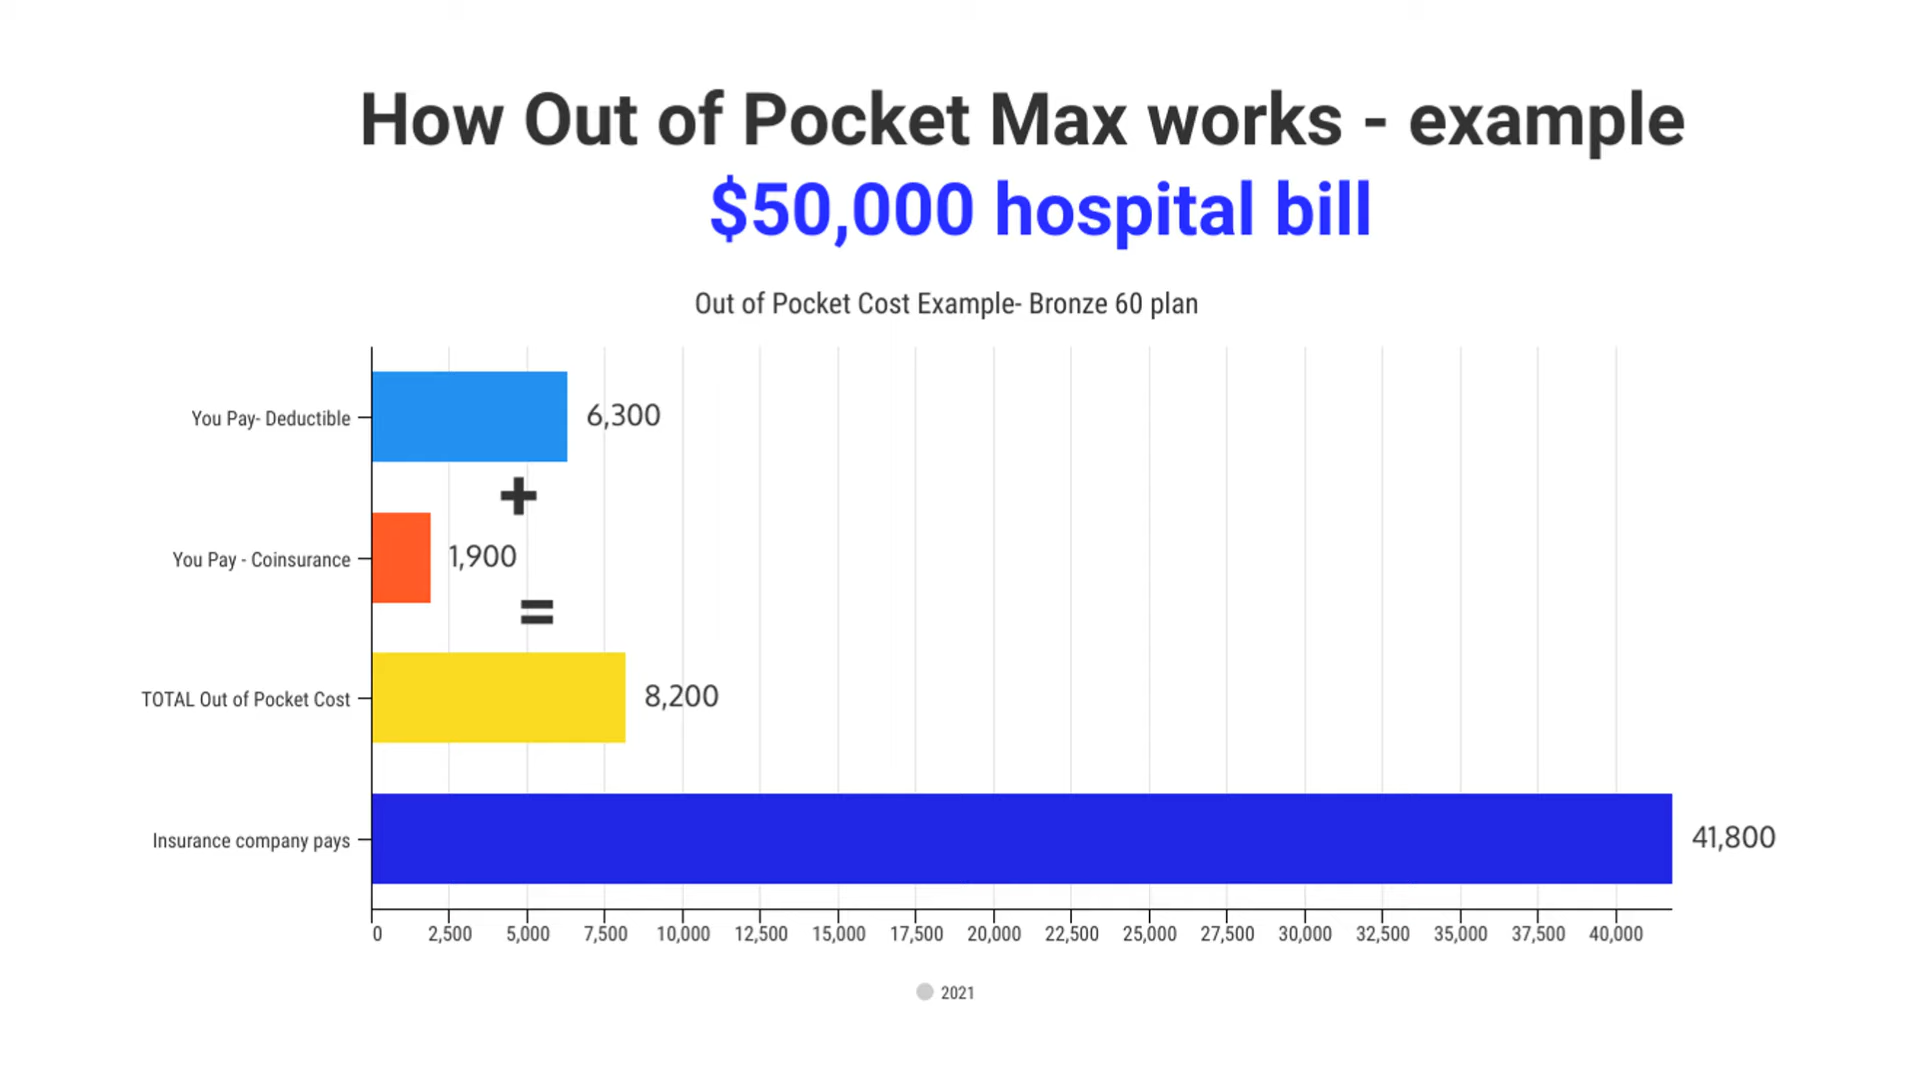 How Out of Pocket Max works - example
$50,000 hospital bill
Out of Pocket Cost Example- Bronze 60 plan
You Pay- Deductible
6,300
+
You Pay - Coinsurance
1,900
=
TOTAL Out of Pocket Cost
8,200
Insurance company pays
41,800
0 2,500 5,000 7,500 10,000 12,500 15,000 17,500 20,000 22,500 25,000 27,500 30,000 32,500 35,000 37,500 40,000
2021